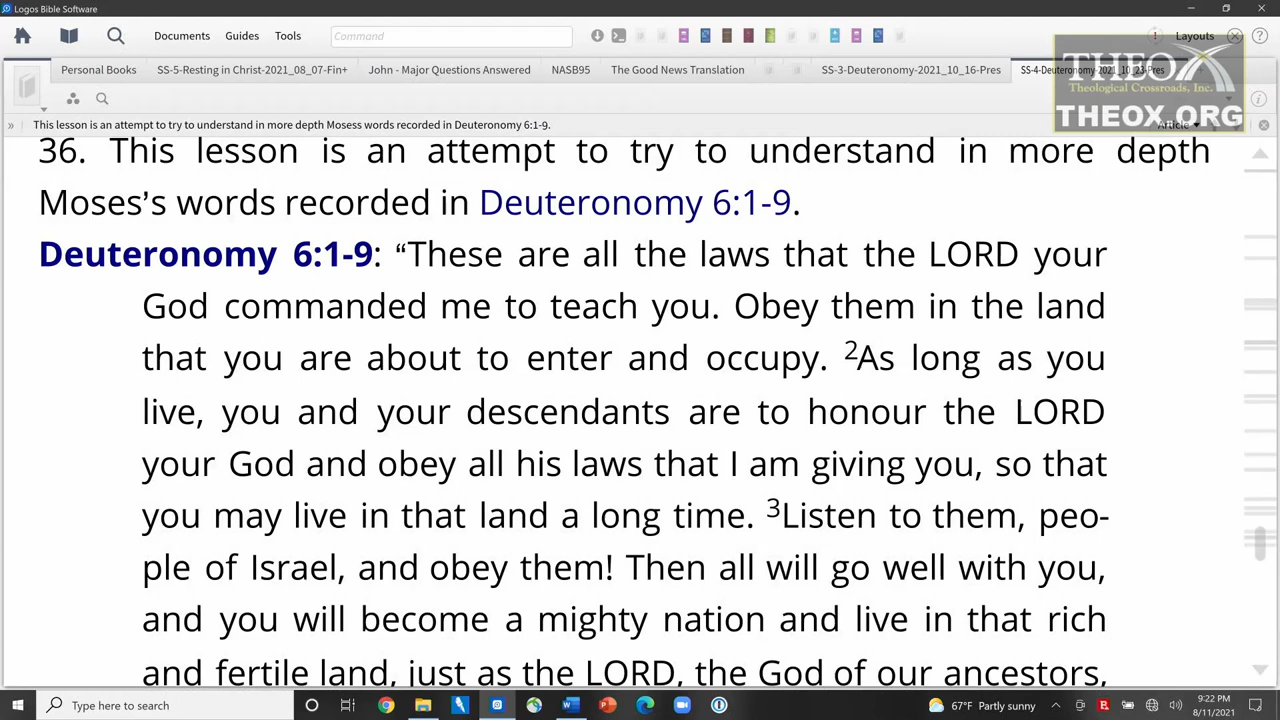 Logos Bible Software
Documents Guides Tools Command Layouts
Personal Books SS-5-Resting in Christ-2021_08_07-Fin+ ns Answered NASB95 The Good News Translation SS-3-Deuteronomy-2021_10_16-Pres SS-4-Deuteronomy-2021_10_23-Pres
THEOX
Theological Crossroads, Inc.
THEOX.ORG
This lesson is an attempt to try to understand in more depth Mosess words recorded in Deuteronomy 6:1-9. Article
36. This lesson is an attempt to try to understand in more depth
Moses’s words recorded in Deuteronomy 6:1-9.
Deuteronomy 6:1-9: “These are all the laws that the LORD your
God commanded me to teach you. Obey them in the land
that you are about to enter and occupy. ²As long as you
live, you and your descendants are to honour the LORD
your God and obey all his laws that I am giving you, so that
you may live in that land a long time. ³Listen to them, peo-
ple of Israel, and obey them! Then all will go well with you,
and you will become a mighty nation and live in that rich
and fertile land, just as the LORD, the God of our ancestors,
Type here to search 67°F Partly sunny 9:22 PM
8/11/2021